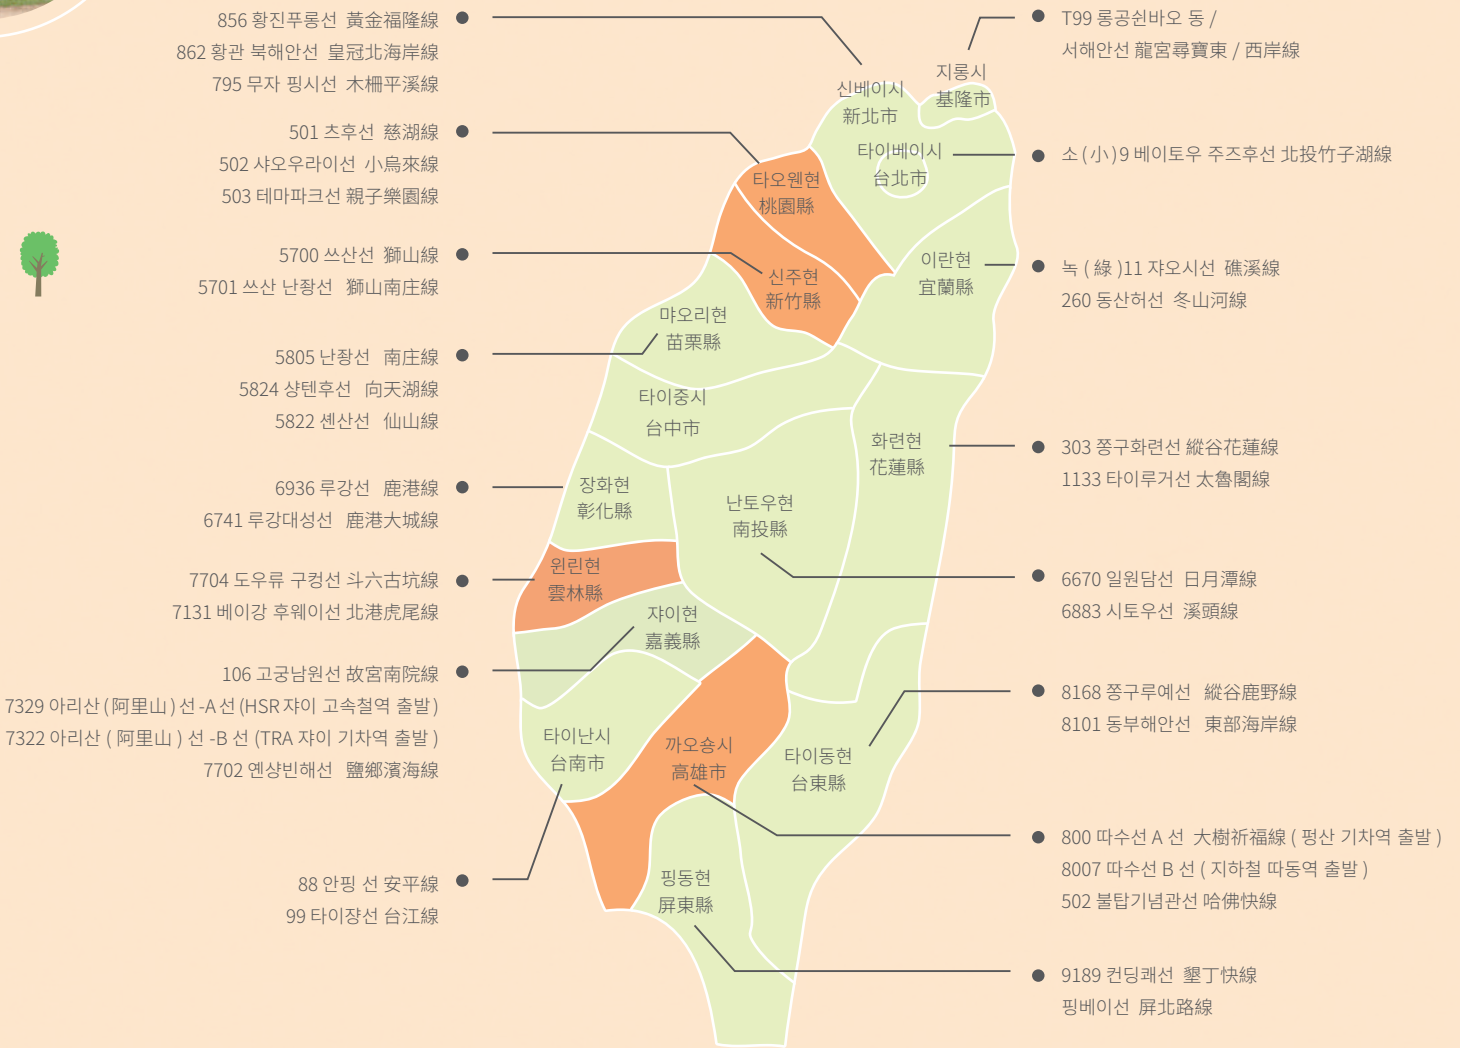 856 황진푸롱선 黃金福隆線
862 황관 북해안선 皇冠北海岸線
795 무자 핑시선 木柵平溪線
501 츠후선 慈湖線
502 샤오우라이선 小烏來線
503 테마파크선 親子樂園線
5700 쓰산선 獅山線
5701 쓰산 난좡선 獅山南庄線
5805 난좡선 南庄線
5824 샹텐후선 向天湖線
5822 셴산선 仙山線
6936 루강선 鹿港線
6741 루강대성선 鹿港大城線
7704 도우류 구컹선 斗六古坑線
7131 베이강 후웨이선 北港虎尾線
106 고궁남원선 故宮南院線
7329 아리산 (阿里山) 선 -A 선 (HSR 쟈이 고속철역 출발)
7322 아리산 ( 阿里山 ) 선 -B 선 (TRA 쟈이 기차역 출발 )
7702 옌샹빈해선 鹽鄉濱海線
88 안핑 선 安平線
99 타이쟝선 台江線
신베이시
新北市
지롱시
基隆市
타이베이시
台北市
타오웬현
桃園縣
신주현
新竹縣
이란현
宜蘭縣
먀오리현
苗栗縣
타이중시
台中市
화련현
花蓮縣
장화현
彰化縣
난토우현
南投縣
윈린현
雲林縣
쟈이현
嘉義縣
타이난시
台南市
까오숑시
高雄市
타이동현
台東縣
핑동현
屏東縣
T99 롱공쉰바오 동 /
서해안선 龍宮尋寶東 / 西岸線
소 (小) 9 베이토우 주즈후선 北投竹子湖線
녹 ( 綠 )11 쟈오시선 礁溪線
260 동산허선 冬山河線
303 쫑구화련선 縱谷花蓮線
1133 타이루거선 太魯閣線
6670 일원담선 日月潭線
6883 시토우선 溪頭線
8168 쫑구루예선 縱谷鹿野線
8101 동부해안선 東部海岸線
800 따수선 A 선 大樹祈福線 ( 펑산 기차역 출발 )
8007 따수선 B 선 ( 지하철 따동역 출발 )
502 불탑기념관선 哈佛快線
9189 컨딩쾌선 墾丁快線
핑베이선 屏北路線